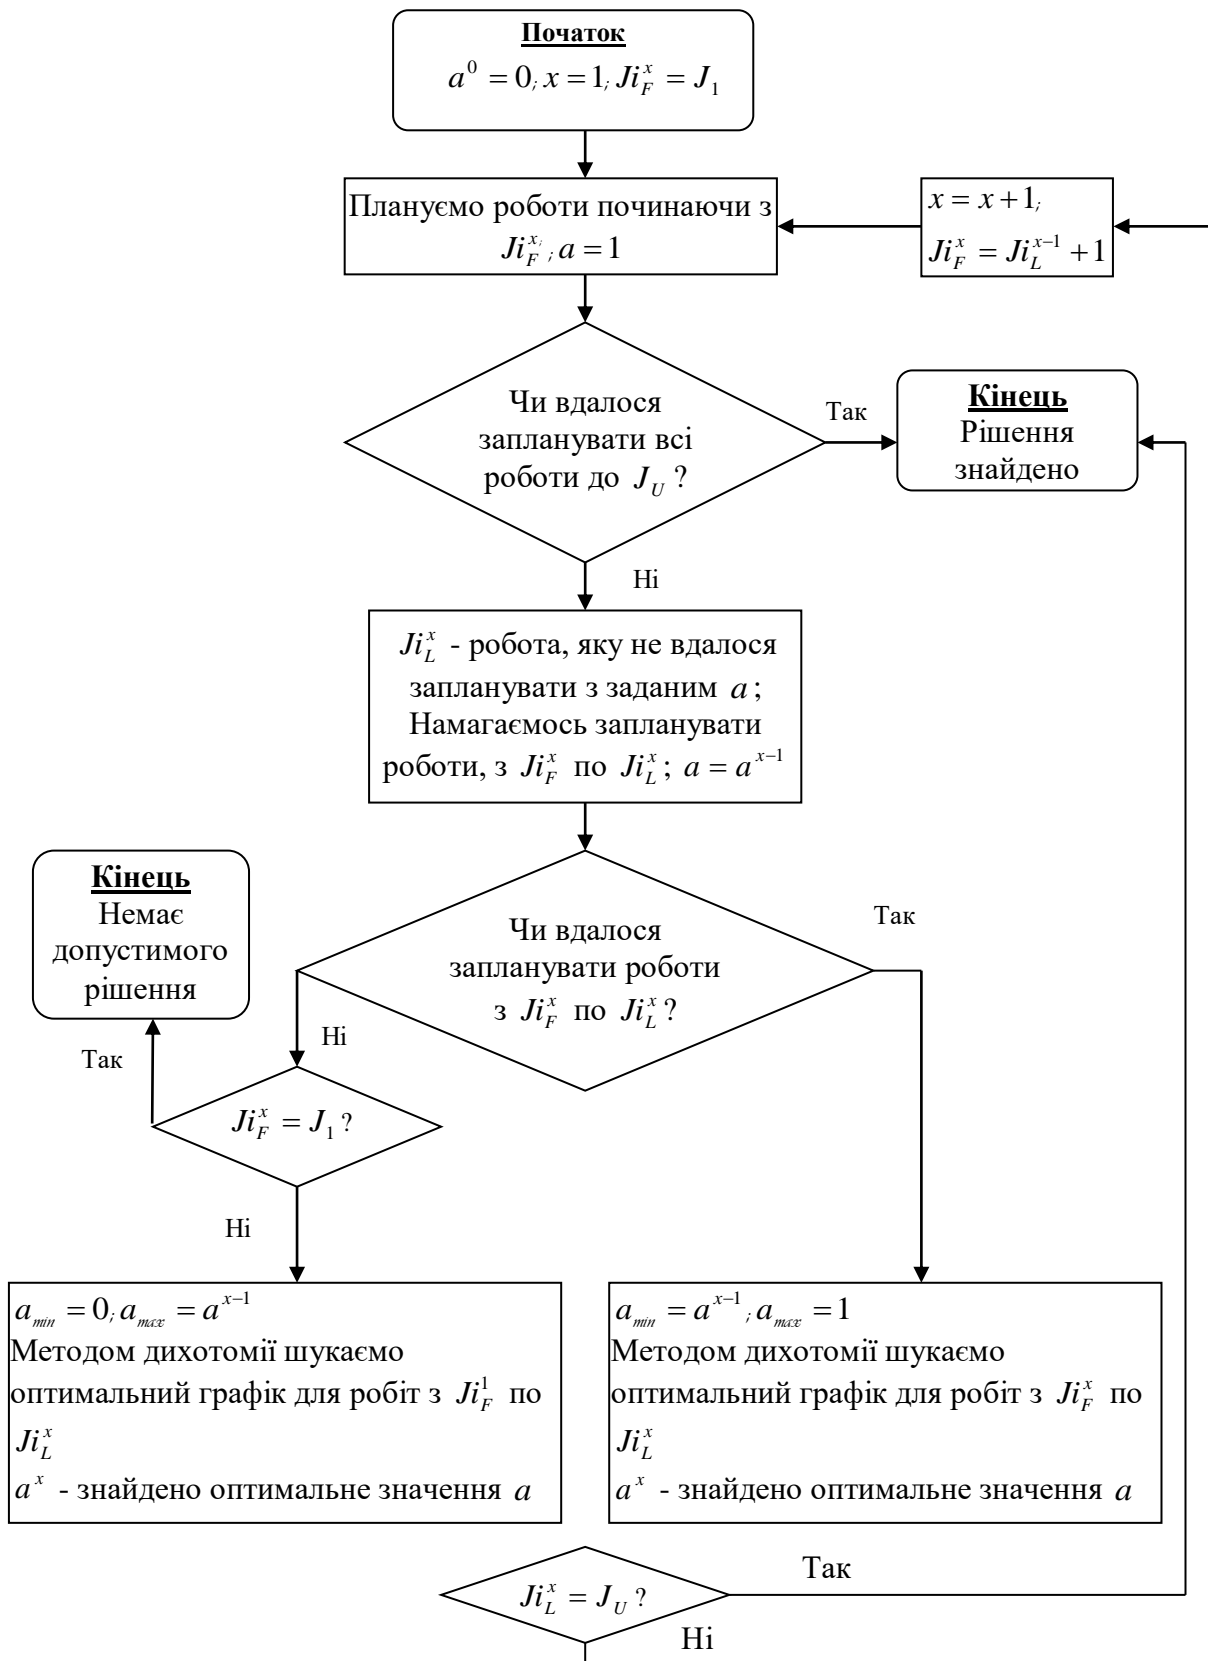 Початок
a^0 = 0; x = 1; Ji_F^x = J_1
Плануємо роботи починаючи з
Ji_F^x; ; a = 1
x = x + 1;
Ji_F^x = Ji_L^{x-1} + 1
Чи вдалося
запланувати всі
роботи до J_U ?
Так
Кінець
Рішення
знайдено
Ні
Ji_L^x - робота, яку не вдалося
запланувати з заданим a ;
Намагаємось запланувати
роботи, з Ji_F^x по Ji_L^x ; a = a^{x-1}
Кінець
Немає
допустимого
рішення
Чи вдалося
запланувати роботи
з Ji_F^x по Ji_L^x ?
Так
Ні
Так
Ji_F^x = J_1 ?
Ні
a_min = 0; a_max = a^{x-1}
Методом дихотомії шукаємо
оптимальний графік для робіт з Ji_F^1 по
Ji_L^x
a^x - знайдено оптимальне значення a
a_min = a^{x-1}; a_max = 1
Методом дихотомії шукаємо
оптимальний графік для робіт з Ji_F^x по
Ji_L^x
a^x - знайдено оптимальне значення a
Ji_L^x = J_U ?
Так
Ні